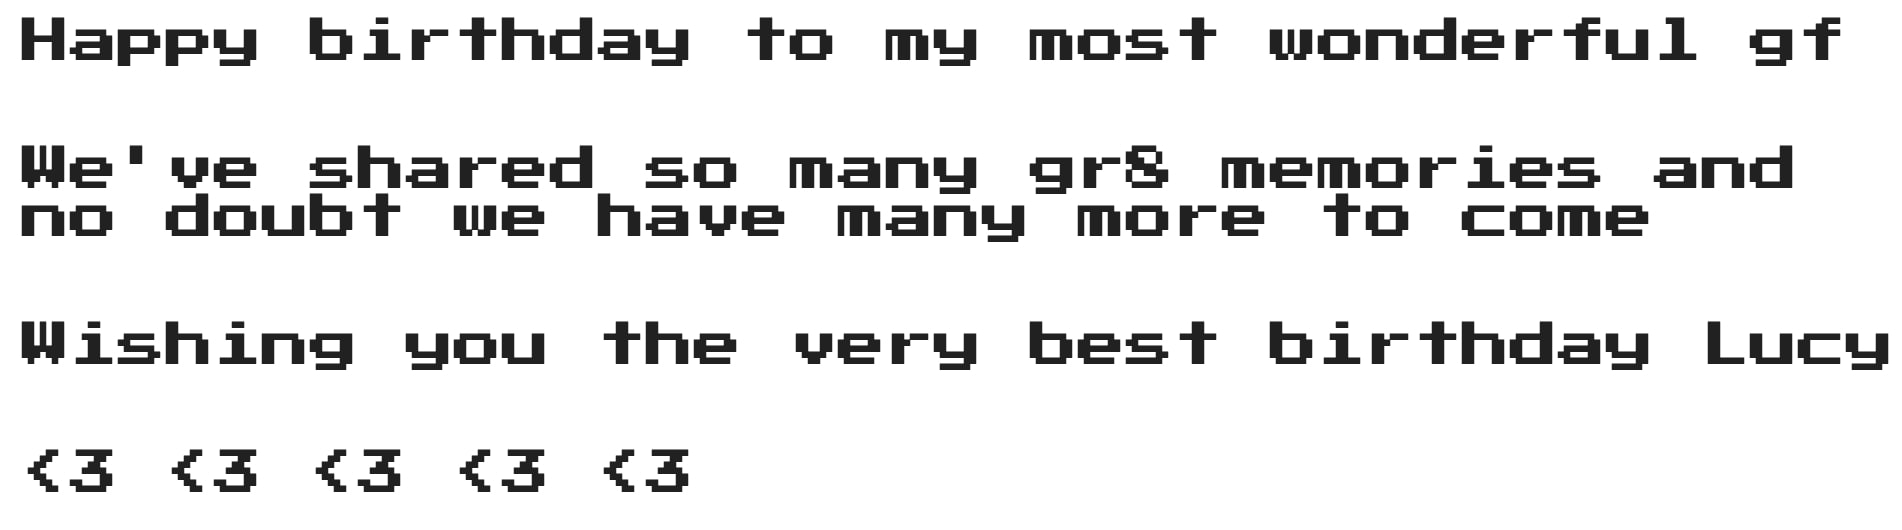 Happy birthday to my most wonderful gf
We've shared so many gr8 memories and
no doubt we have many more to come
Wishing you the very best birthday Lucy
<3 <3 <3 <3 <3